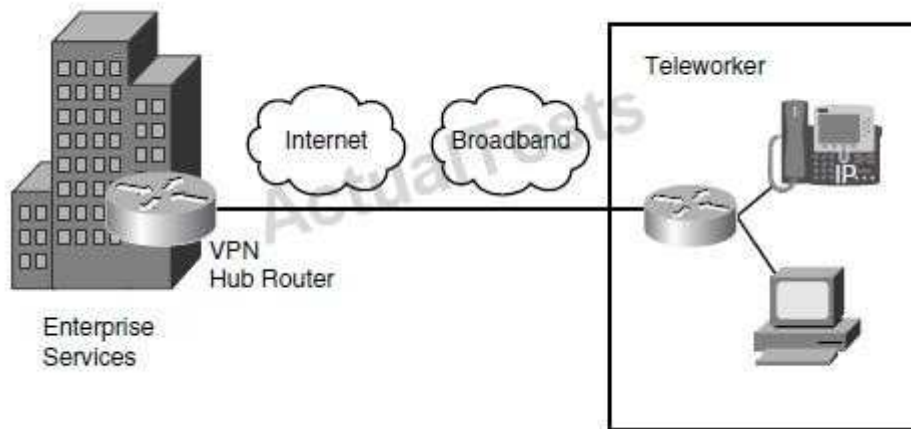 Teleworker
Internet
Broadband
ActualTests
IP
VPN
Hub Router
Enterprise
Services